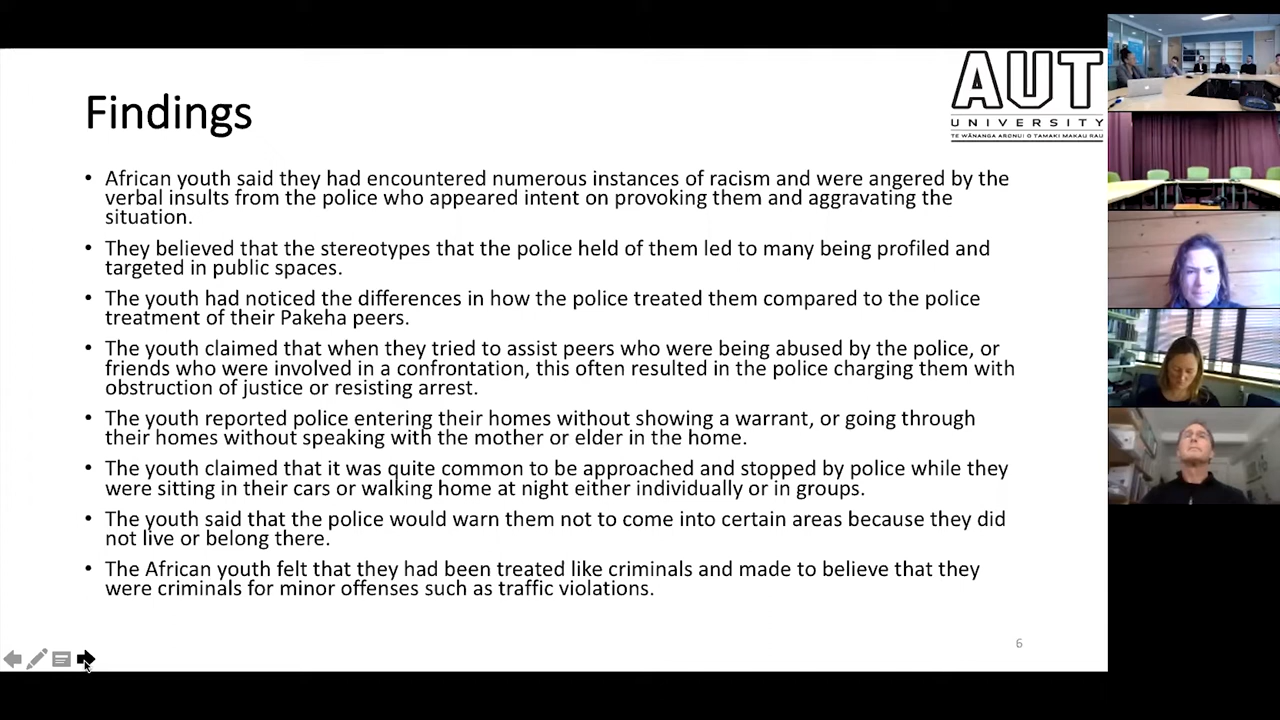 AUT
UNIVERSITY
TE WĀNANGA ARONUI O TAMAKI MAKAU RAU
Findings
• African youth said they had encountered numerous instances of racism and were angered by the
verbal insults from the police who appeared intent on provoking them and aggravating the
situation.
• They believed that the stereotypes that the police held of them led to many being profiled and
targeted in public spaces.
• The youth had noticed the differences in how the police treated them compared to the police
treatment of their Pakeha peers.
• The youth claimed that when they tried to assist peers who were being abused by the police, or
friends who were involved in a confrontation, this often resulted in the police charging them with
obstruction of justice or resisting arrest.
• The youth reported police entering their homes without showing a warrant, or going through
their homes without speaking with the mother or elder in the home.
• The youth claimed that it was quite common to be approached and stopped by police while they
were sitting in their cars or walking home at night either individually or in groups.
• The youth said that the police would warn them not to come into certain areas because they did
not live or belong there.
• The African youth felt that they had been treated like criminals and made to believe that they
were criminals for minor offenses such as traffic violations.
6